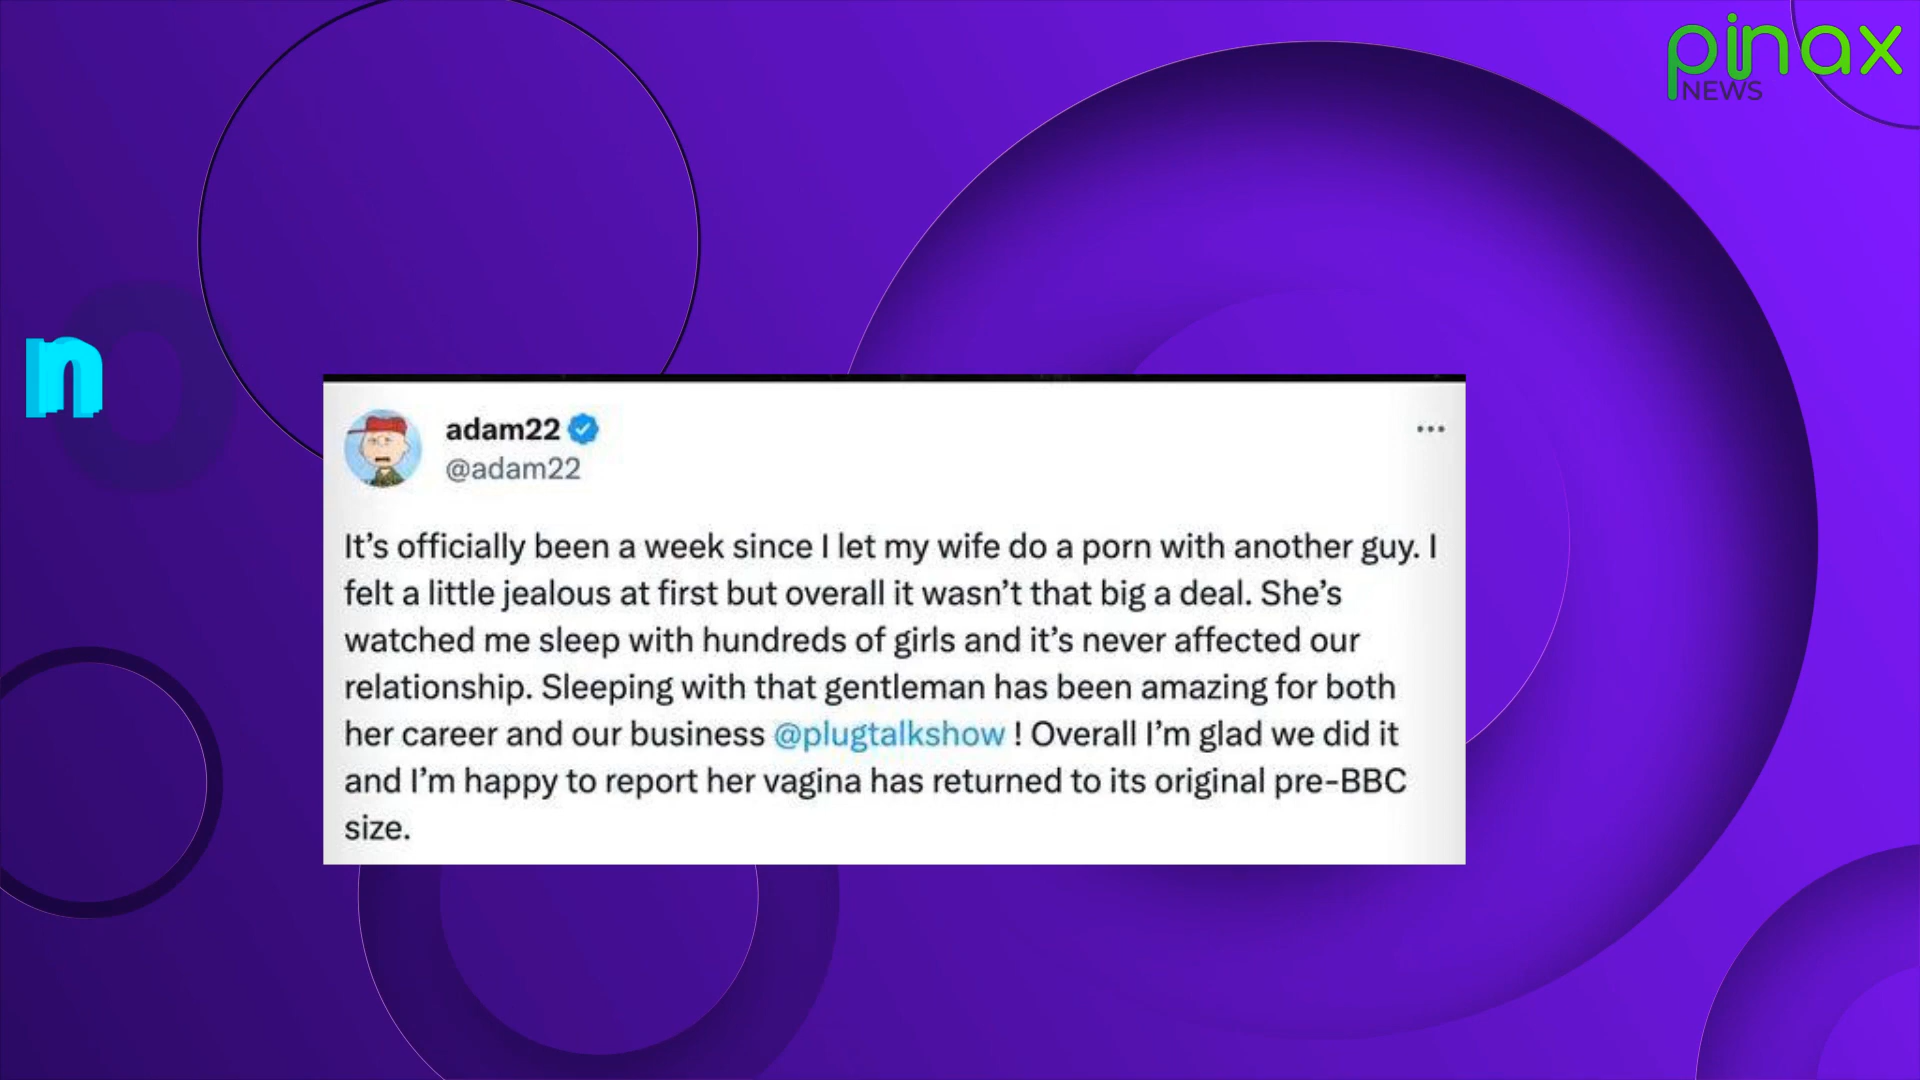 pinax
NEWS
n
adam22
@adam22
It’s officially been a week since I let my wife do a porn with another guy. I
felt a little jealous at first but overall it wasn’t that big a deal. She’s
watched me sleep with hundreds of girls and it’s never affected our
relationship. Sleeping with that gentleman has been amazing for both
her career and our business @plugtalkshow ! Overall I’m glad we did it
and I’m happy to report her vagina has returned to its original pre-BBC
size.